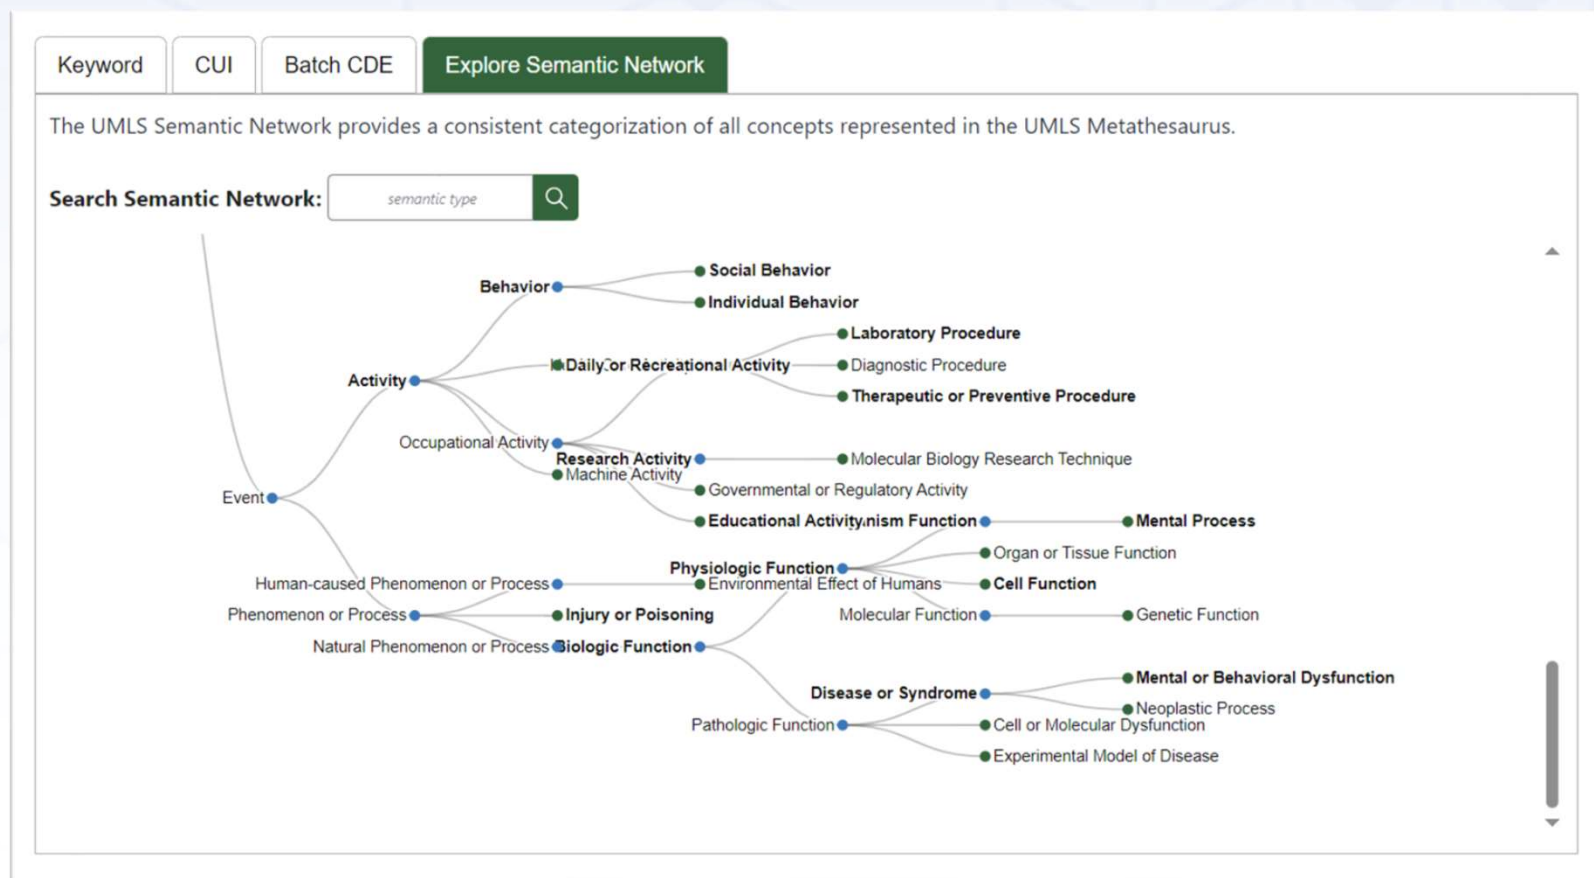 Keyword
CUI
Batch CDE
Explore Semantic Network
The UMLS Semantic Network provides a consistent categorization of all concepts represented in the UMLS Metathesaurus.
Search Semantic Network:
semantic type
Social Behavior
Behavior
Individual Behavior
Laboratory Procedure
Daily or Recreational Activity
Diagnostic Procedure
Activity
Therapeutic or Preventive Procedure
Occupational Activity
Research Activity
Molecular Biology Research Technique
Machine Activity
Governmental or Regulatory Activity
Event
Educational Activity
nism Function
Mental Process
Organ or Tissue Function
Physiologic Function
Human-caused Phenomenon or Process
Environmental Effect of Humans
Cell Function
Phenomenon or Process
Injury or Poisoning
Molecular Function
Genetic Function
Natural Phenomenon or Process
Biologic Function
Mental or Behavioral Dysfunction
Disease or Syndrome
Neoplastic Process
Pathologic Function
Cell or Molecular Dysfunction
Experimental Model of Disease